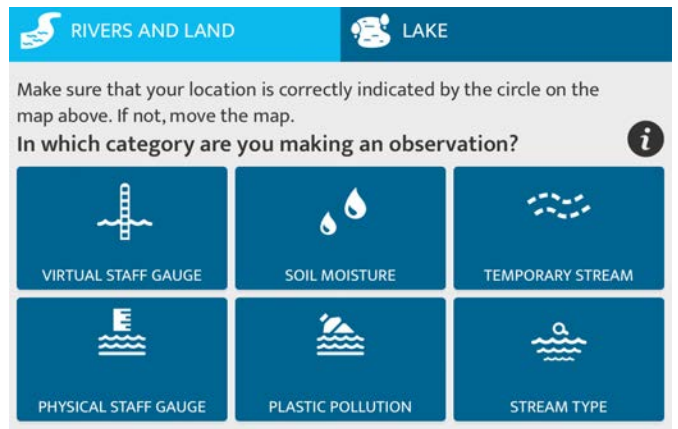 RIVERS AND LAND
LAKE
Make sure that your location is correctly indicated by the circle on the
map above. If not, move the map.
In which category are you making an observation?
i
VIRTUAL STAFF GAUGE
SOIL MOISTURE
TEMPORARY STREAM
PHYSICAL STAFF GAUGE
PLASTIC POLLUTION
STREAM TYPE